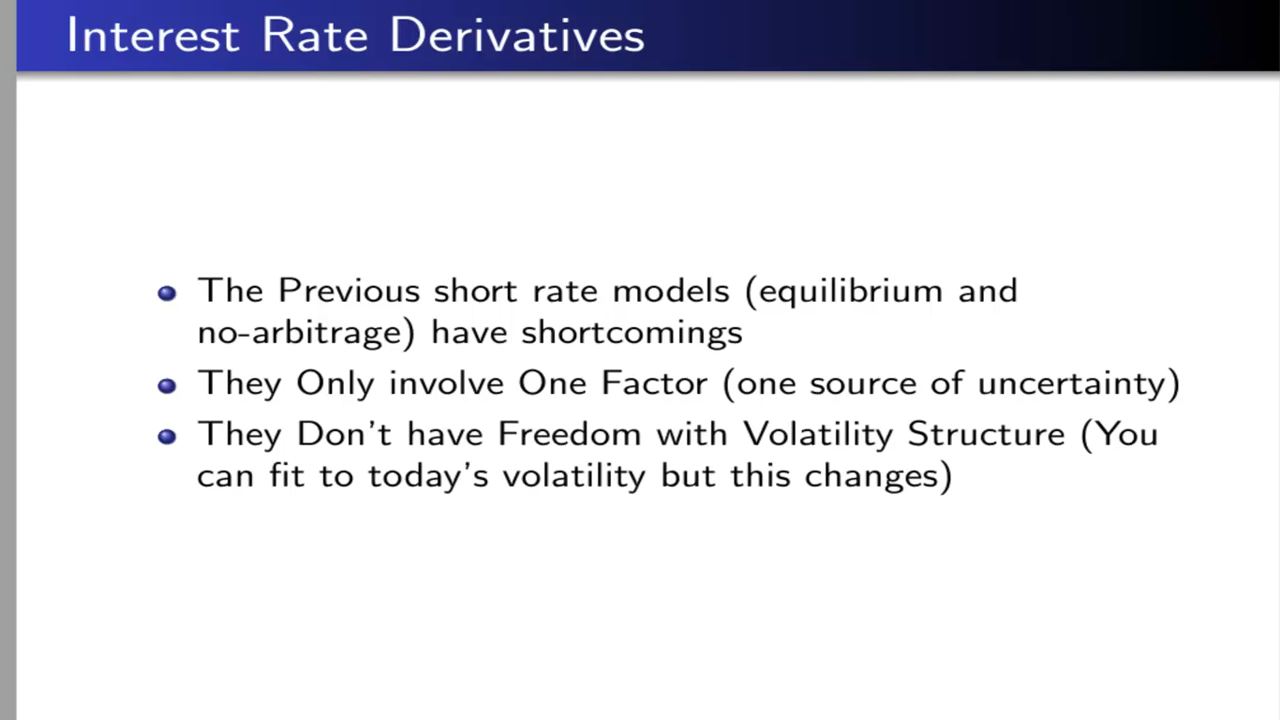 Interest Rate Derivatives
The Previous short rate models (equilibrium and
no-arbitrage) have shortcomings
They Only involve One Factor (one source of uncertainty)
They Don't have Freedom with Volatility Structure (You
can fit to today's volatility but this changes)